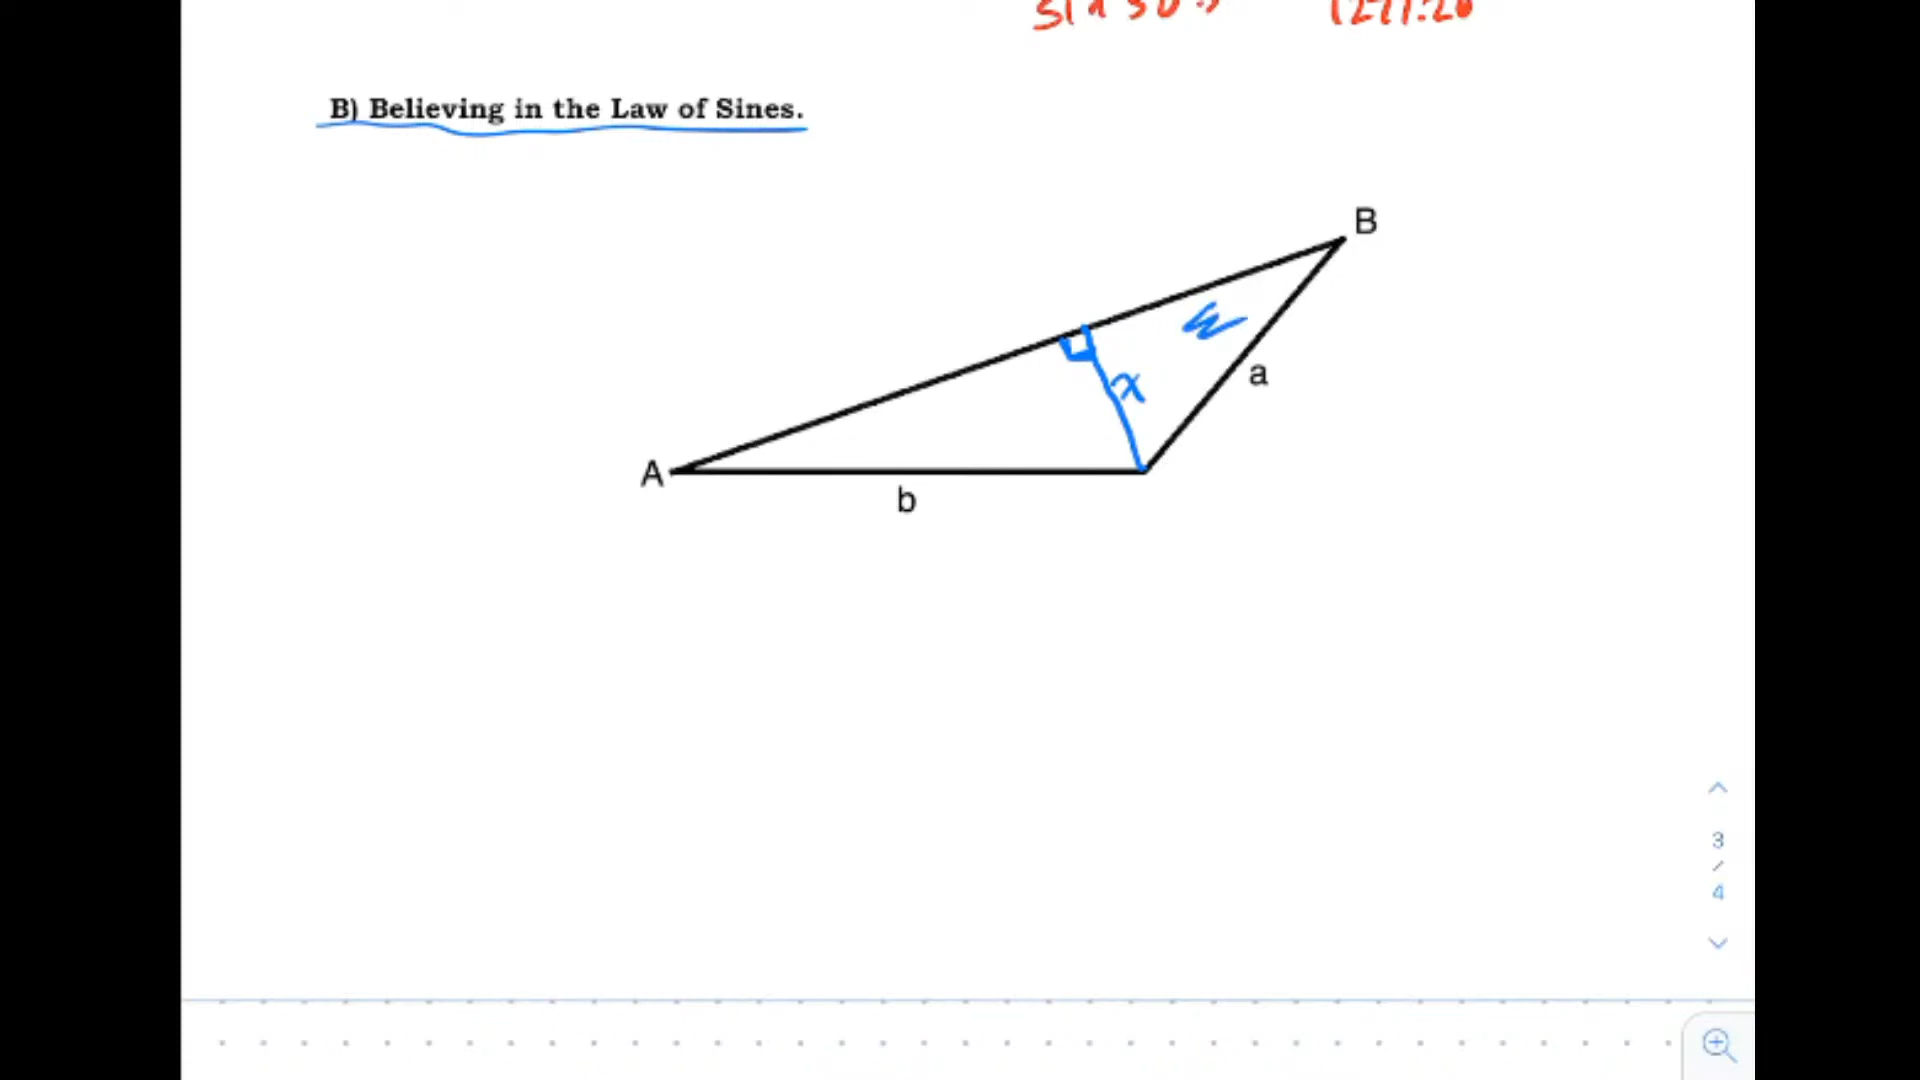 B) Believing in the Law of Sines.
B
x
a
A
b
3
/
4